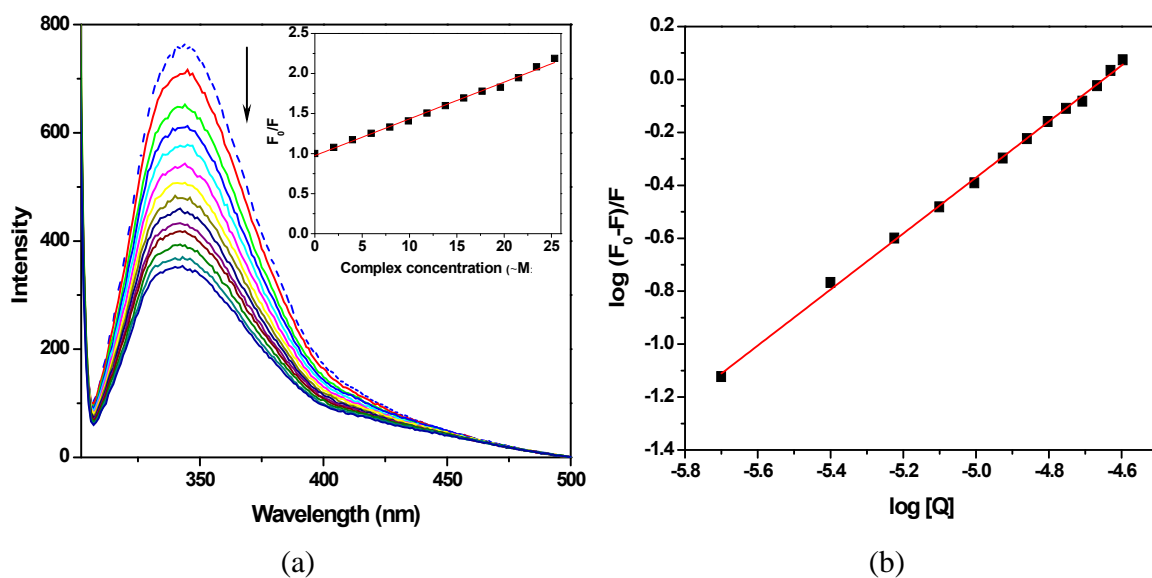 800
600
400
200
0
Intensity
350
425
500
Wavelength (nm)
2.5
2.0
1.5
1.0
0.5
0.0
F₀/F
0 5 10 15 20 25
Complex concentration (~M:
(a)
0.2
0.0
-0.2
-0.4
-0.6
-0.8
-1.0
-1.2
-1.4
log (F₀-F)/F
-5.8 -5.6 -5.4 -5.2 -5.0 -4.8 -4.6
log [Q]
(b)